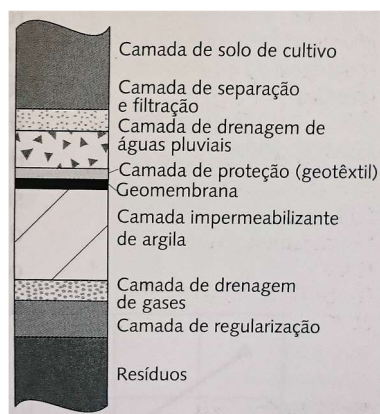 Camada de solo de cultivo
Camada de separação
e filtração
Camada de drenagem de
águas pluviais
Camada de proteção (geotêxtil)
Geomembrana
Camada impermeabilizante
de argila
Camada de drenagem
de gases
Camada de regularização
Resíduos